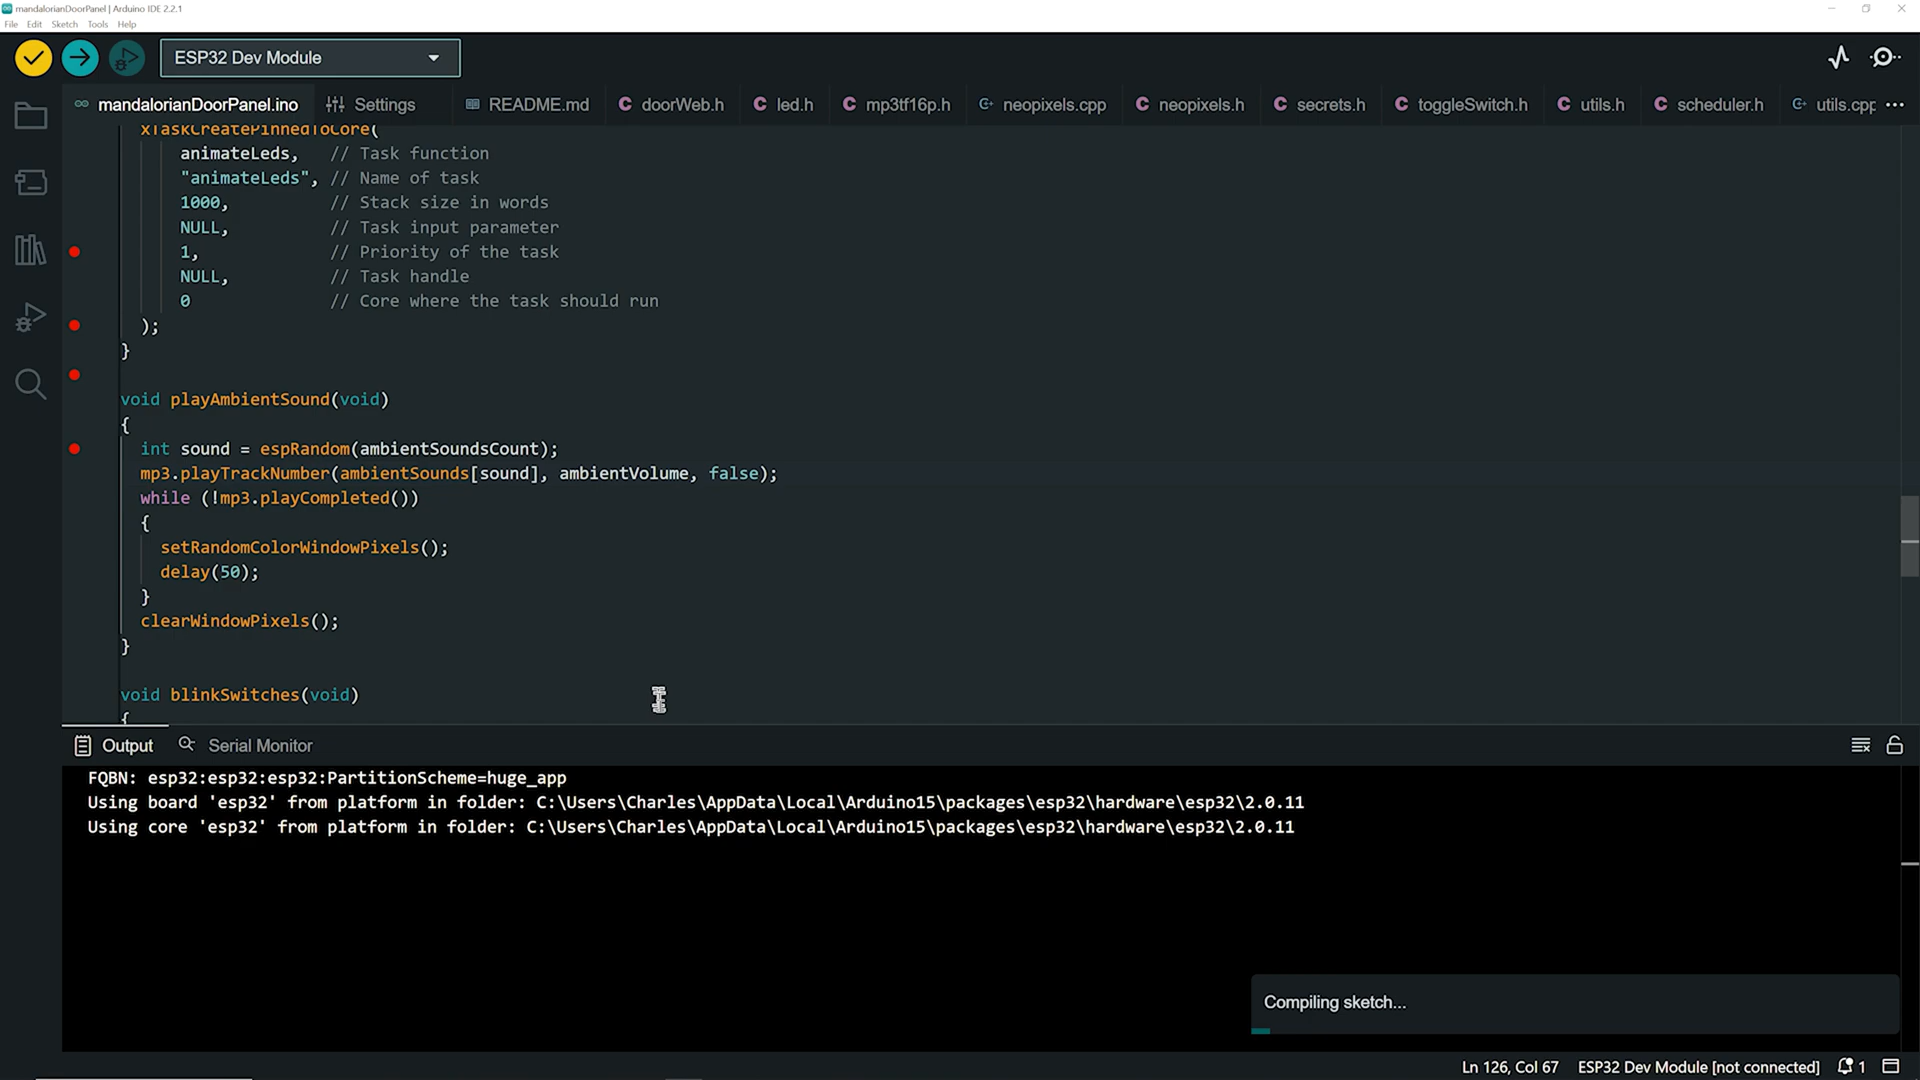 mandalorianDoorPanel | Arduino IDE 2.2.1
File Edit Sketch Tools Help
ESP32 Dev Module
mandalorianDoorPanel.ino Settings README.md doorWeb.h led.h mp3tf16p.h neopixels.cpp neopixels.h secrets.h toggleSwitch.h utils.h scheduler.h utils.cpp
xTaskCreatePinnedToCore(
animateLeds, // Task function
"animateLeds", // Name of task
1000, // Stack size in words
NULL, // Task input parameter
1, // Priority of the task
NULL, // Task handle
0 // Core where the task should run
);
}
void playAmbientSound(void)
{
int sound = espRandom(ambientSoundsCount);
mp3.playTrackNumber(ambientSounds[sound], ambientVolume, false);
while (!mp3.playCompleted())
{
setRandomColorWindowPixels();
delay(50);
}
clearWindowPixels();
}
void blinkSwitches(void)
{
Output Serial Monitor
FQBN: esp32:esp32:esp32:PartitionScheme=huge_app
Using board 'esp32' from platform in folder: C:\Users\Charles\AppData\Local\Arduino15\packages\esp32\hardware\esp32\2.0.11
Using core 'esp32' from platform in folder: C:\Users\Charles\AppData\Local\Arduino15\packages\esp32\hardware\esp32\2.0.11
Compiling sketch...
Ln 126, Col 67 ESP32 Dev Module [not connected] 1